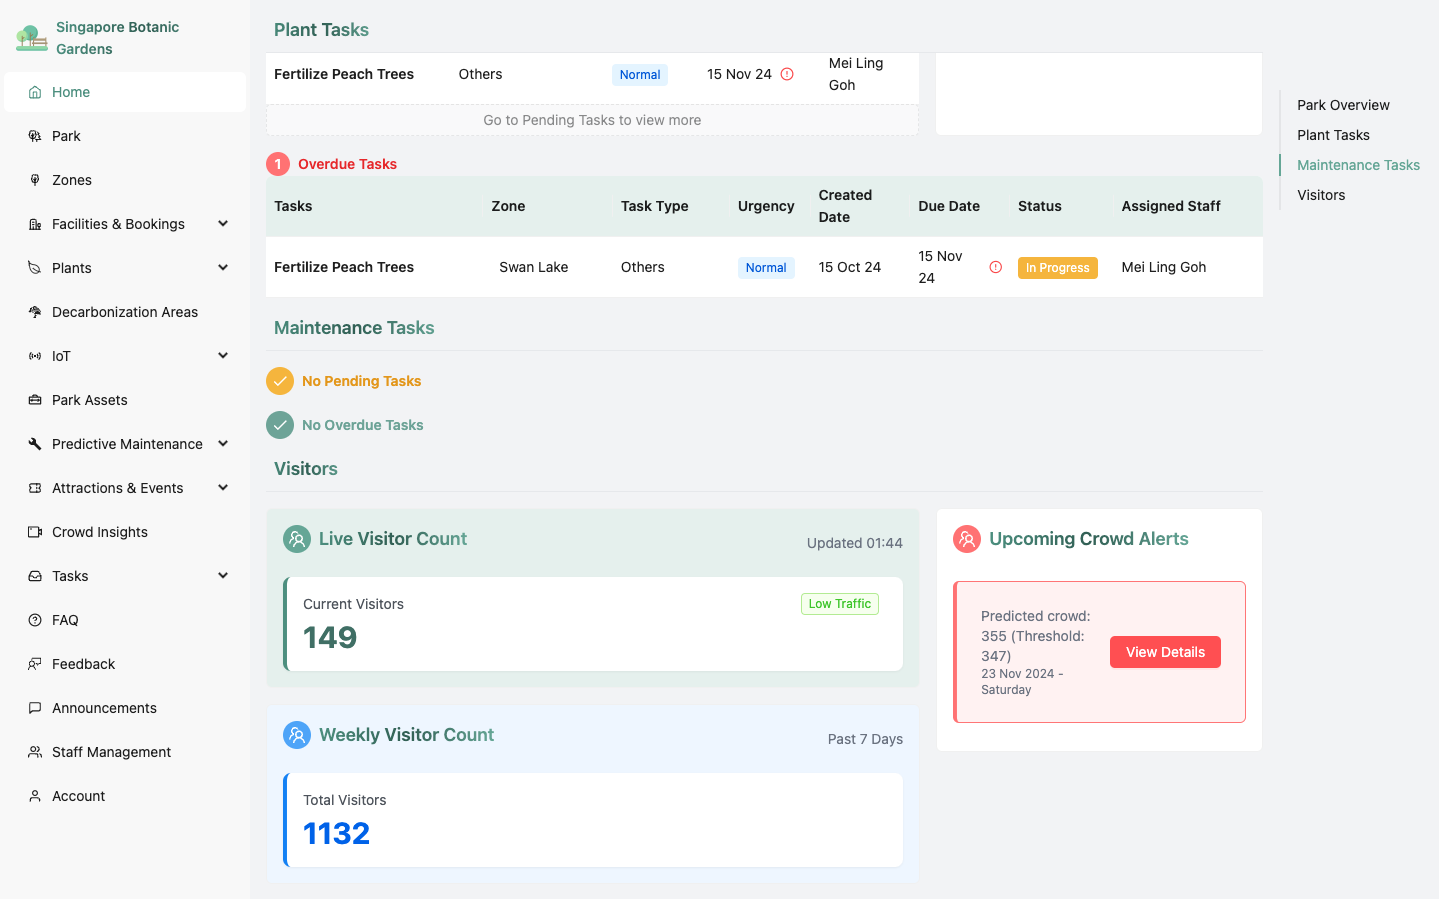 Singapore Botanic
Gardens
Home
Park
Zones
Facilities & Bookings
Plants
Decarbonization Areas
IoT
Park Assets
Predictive Maintenance
Attractions & Events
Crowd Insights
Tasks
FAQ
Feedback
Announcements
Staff Management
Account
Plant Tasks
Fertilize Peach Trees Others Normal 15 Nov 24 Mei Ling
Goh
Go to Pending Tasks to view more
1 Overdue Tasks
Tasks Zone Task Type Urgency Created
Date Due Date Status Assigned Staff
Fertilize Peach Trees Swan Lake Others Normal 15 Oct 24 15 Nov
24 In Progress Mei Ling Goh
Maintenance Tasks
No Pending Tasks
No Overdue Tasks
Visitors
Live Visitor Count
Updated 01:44
Current Visitors
Low Traffic
149
Weekly Visitor Count
Past 7 Days
Total Visitors
1132
Upcoming Crowd Alerts
Predicted crowd:
355 (Threshold:
347)
23 Nov 2024 -
Saturday
View Details
Park Overview
Plant Tasks
Maintenance Tasks
Visitors